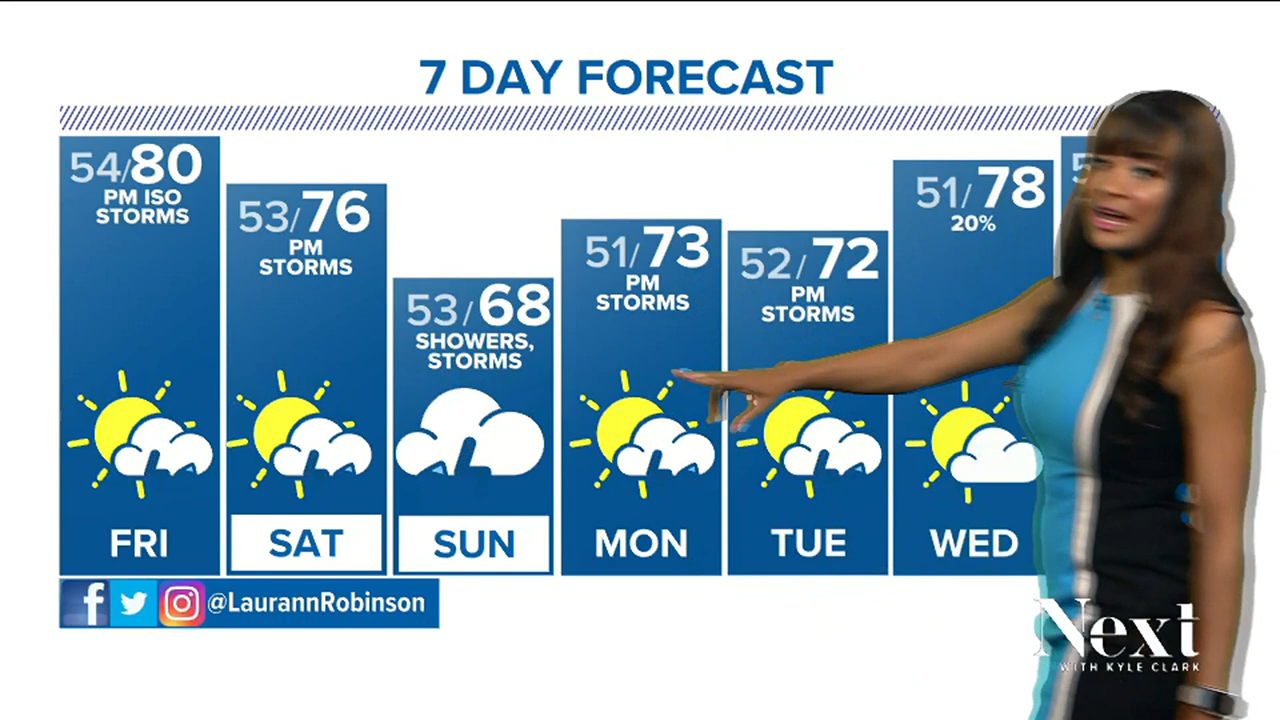 7 DAY FORECAST
54/80
PM ISO
STORMS
FRI
53/76
PM
STORMS
SAT
53/68
SHOWERS,
STORMS
SUN
51/73
PM
STORMS
MON
52/72
PM
STORMS
TUE
51/78
20%
WED
5
@LaurannRobinson
Next
WITH KYLE CLARK